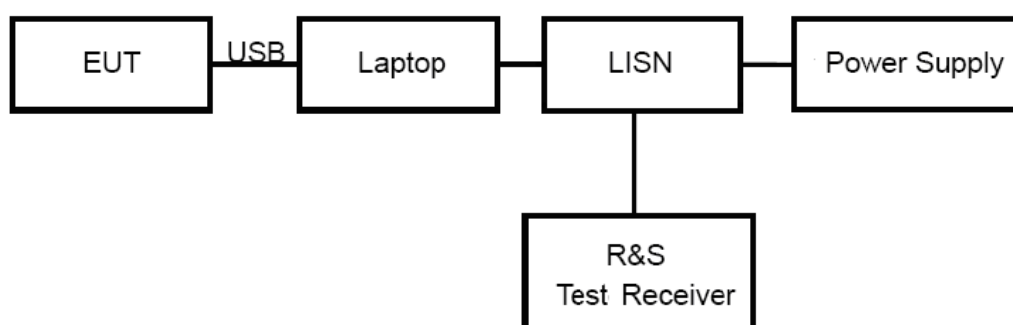 EUT
USB
Laptop
LISN
Power Supply
R&S
Test Receiver